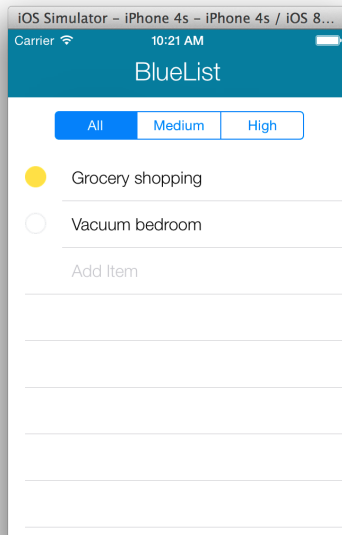 iOS Simulator – iPhone 4s – iPhone 4s / iOS 8...
Carrier 10:21 AM
BlueList
All Medium High
Grocery shopping
Vacuum bedroom
Add Item